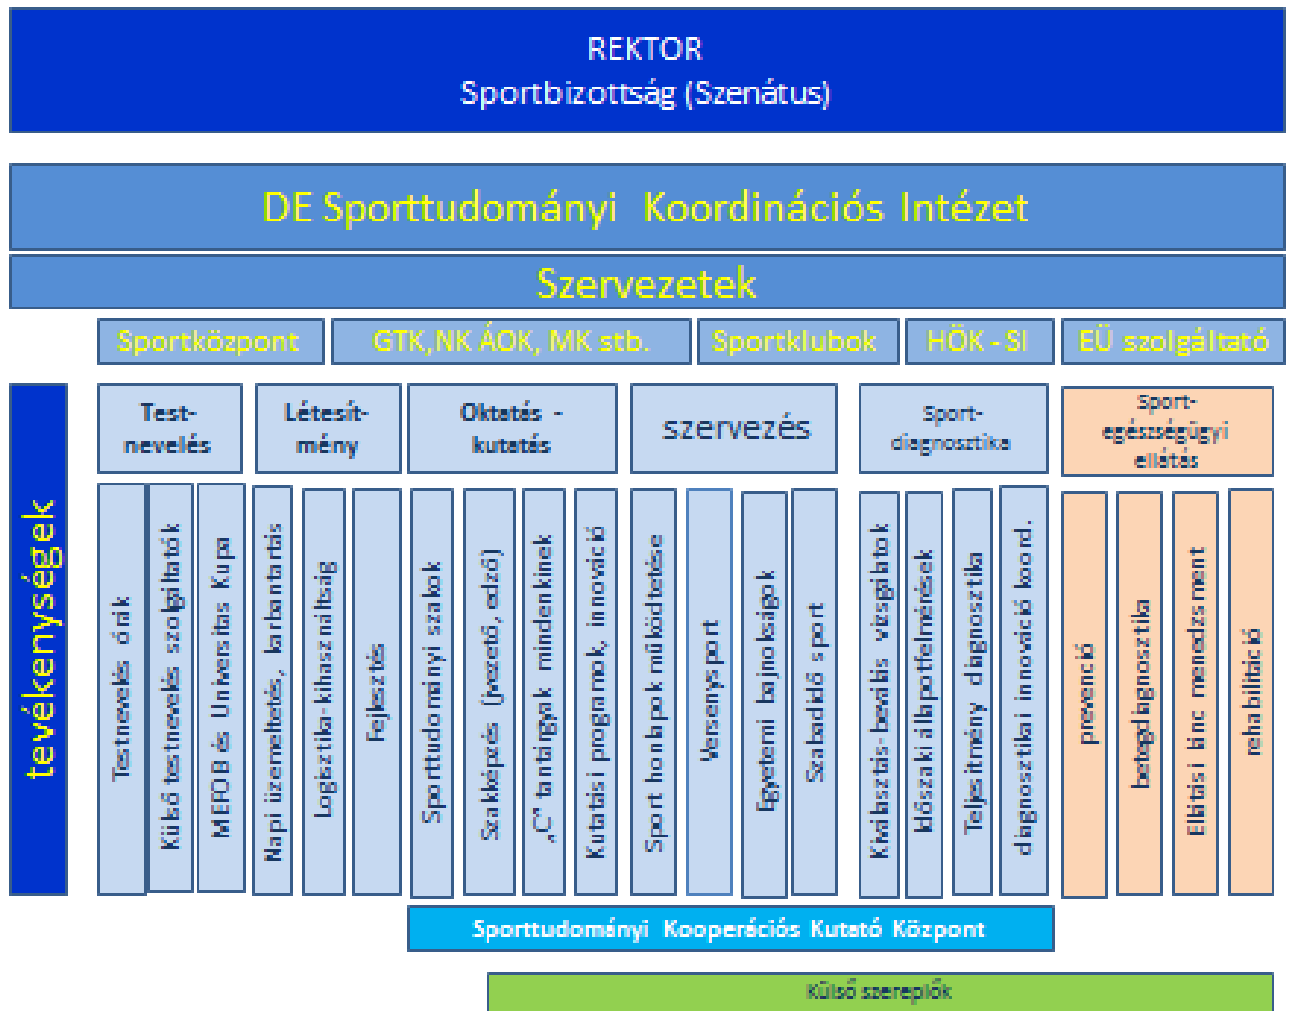 REKTOR
Sportbizottság (Szenátus)
DE Sporttudományi Koordinációs Intézet
Szervezetek
Sportközpont
GTK,NK ÁOK, MK stb.
Sportklubok
HÖK - SI
EÜ szolgáltató
tevékenységek
Test-
nevelés
Létesít-
mény
Oktatás -
kutatás
szervezés
Sport-
diagnosztika
Sport-
egészségügyi
ellátás
Testnevelés órák
Külső testnevelés szolgáltatók
MEFOB és Universitas Kupa
Napi üzemeltetés, karbantartás
Logisztika-kihasználtság
Fejlesztés
Sporttudományi szakok
Szakképzés (jvezető, edző)
„C" tantárgyak mindenkinek
Kutatási programok, innováció
Sport honlapok működtetése
Versenysport
Egyetemi bajnokságok
Szabadidő sport
Kiválasztás-beválás vizsgálatok
Időszaki állapotfelmérések
Teljesítmény diagnosztika
diagnosztikai innováció koord.
prevenció
betegdiagnosztika
Ellátási lánc menedzsment
rehabilitáció
Sporttudományi Kooperációs Kutató Központ
Külső szereplők